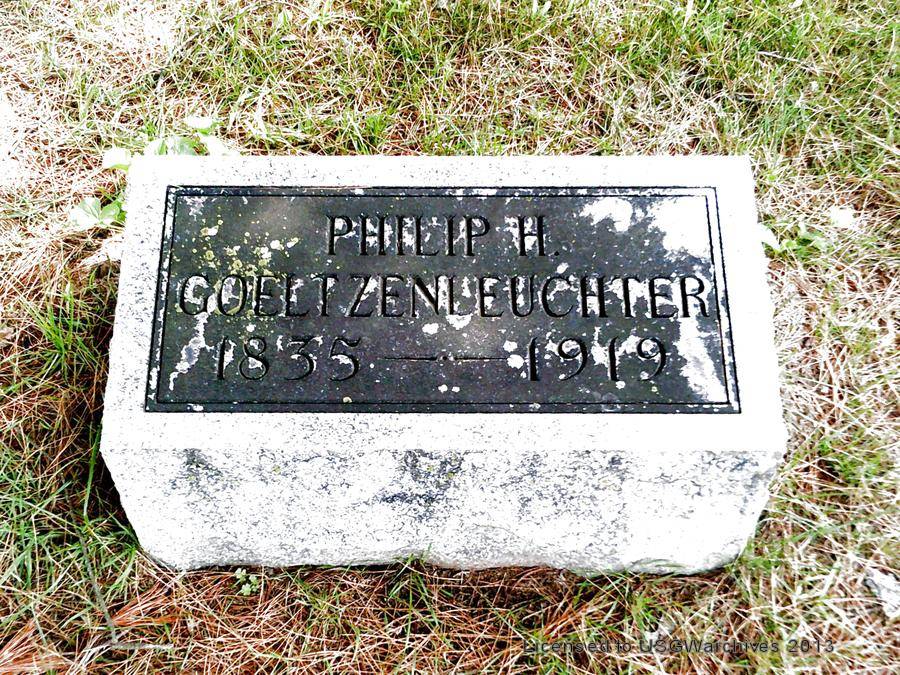 PHILIP H.
GOELTZENLEUCHTER
1835 — 1919
Licensed to USGWarchives 2013